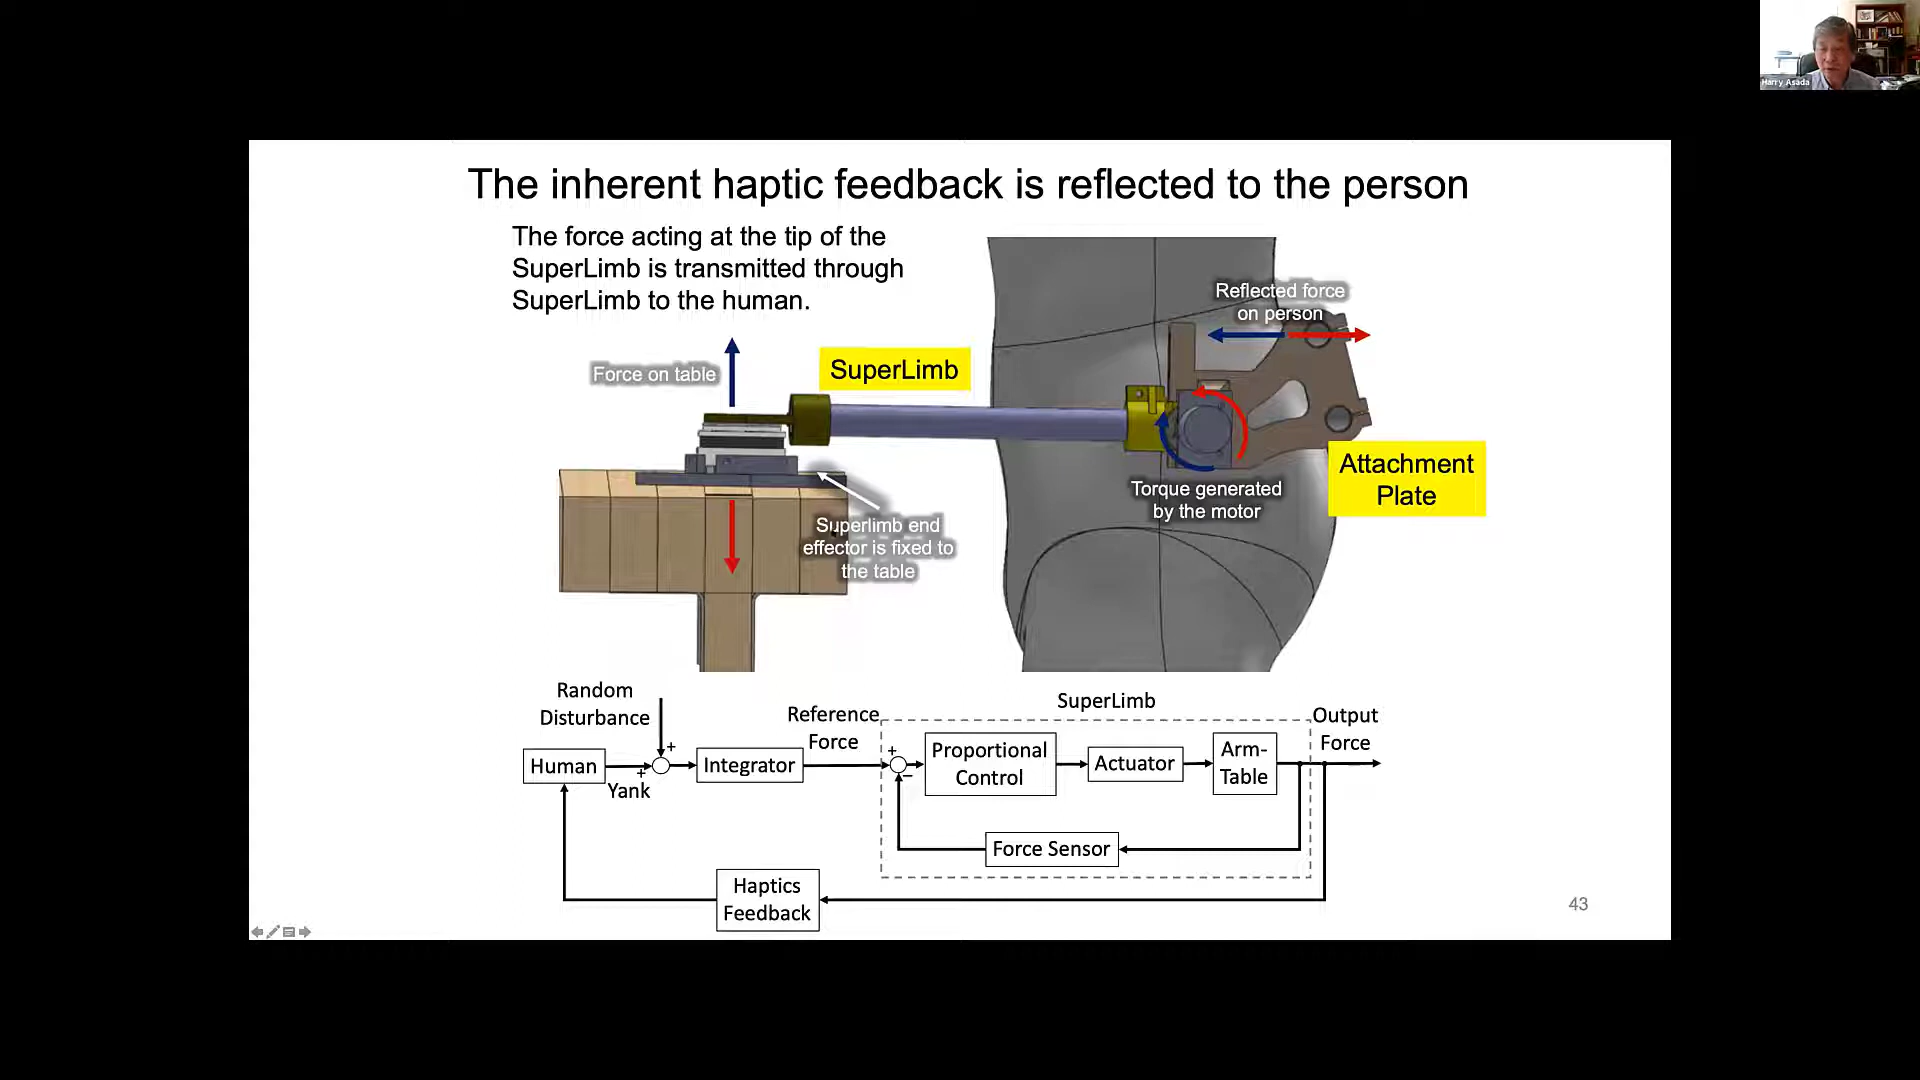 Harry Asada
The inherent haptic feedback is reflected to the person
The force acting at the tip of the
SuperLimb is transmitted through
SuperLimb to the human.
Reflected force
on person
Force on table
SuperLimb
Attachment
Plate
Torque generated
by the motor
Superlimb end
effector is fixed to
the table
Random
Disturbance
SuperLimb
Reference
Force
Output
Force
+
+
Human
Yank
Integrator
+
−
Proportional
Control
Actuator
Arm-
Table
Force Sensor
Haptics
Feedback
43